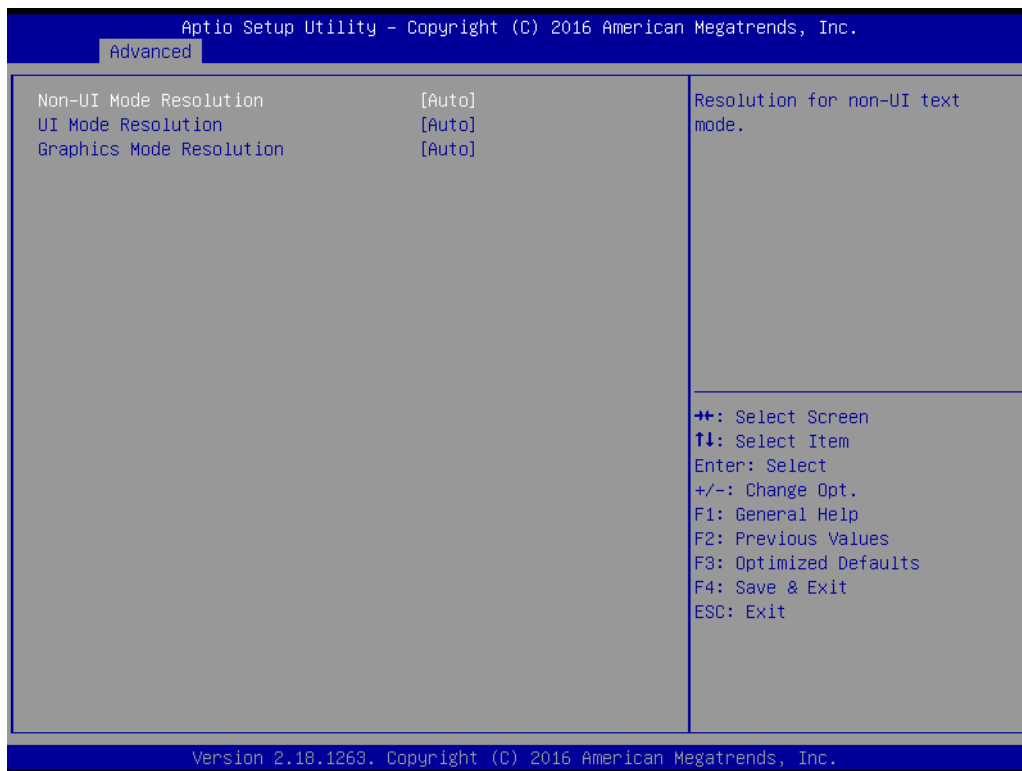 Aptio Setup Utility – Copyright (C) 2016 American Megatrends, Inc.
Advanced
Non-UI Mode Resolution [Auto]
UI Mode Resolution [Auto]
Graphics Mode Resolution [Auto]
Resolution for non-UI text
mode.
→←: Select Screen
↑↓: Select Item
Enter: Select
+/-: Change Opt.
F1: General Help
F2: Previous Values
F3: Optimized Defaults
F4: Save & Exit
ESC: Exit
Version 2.18.1263. Copyright (C) 2016 American Megatrends, Inc.